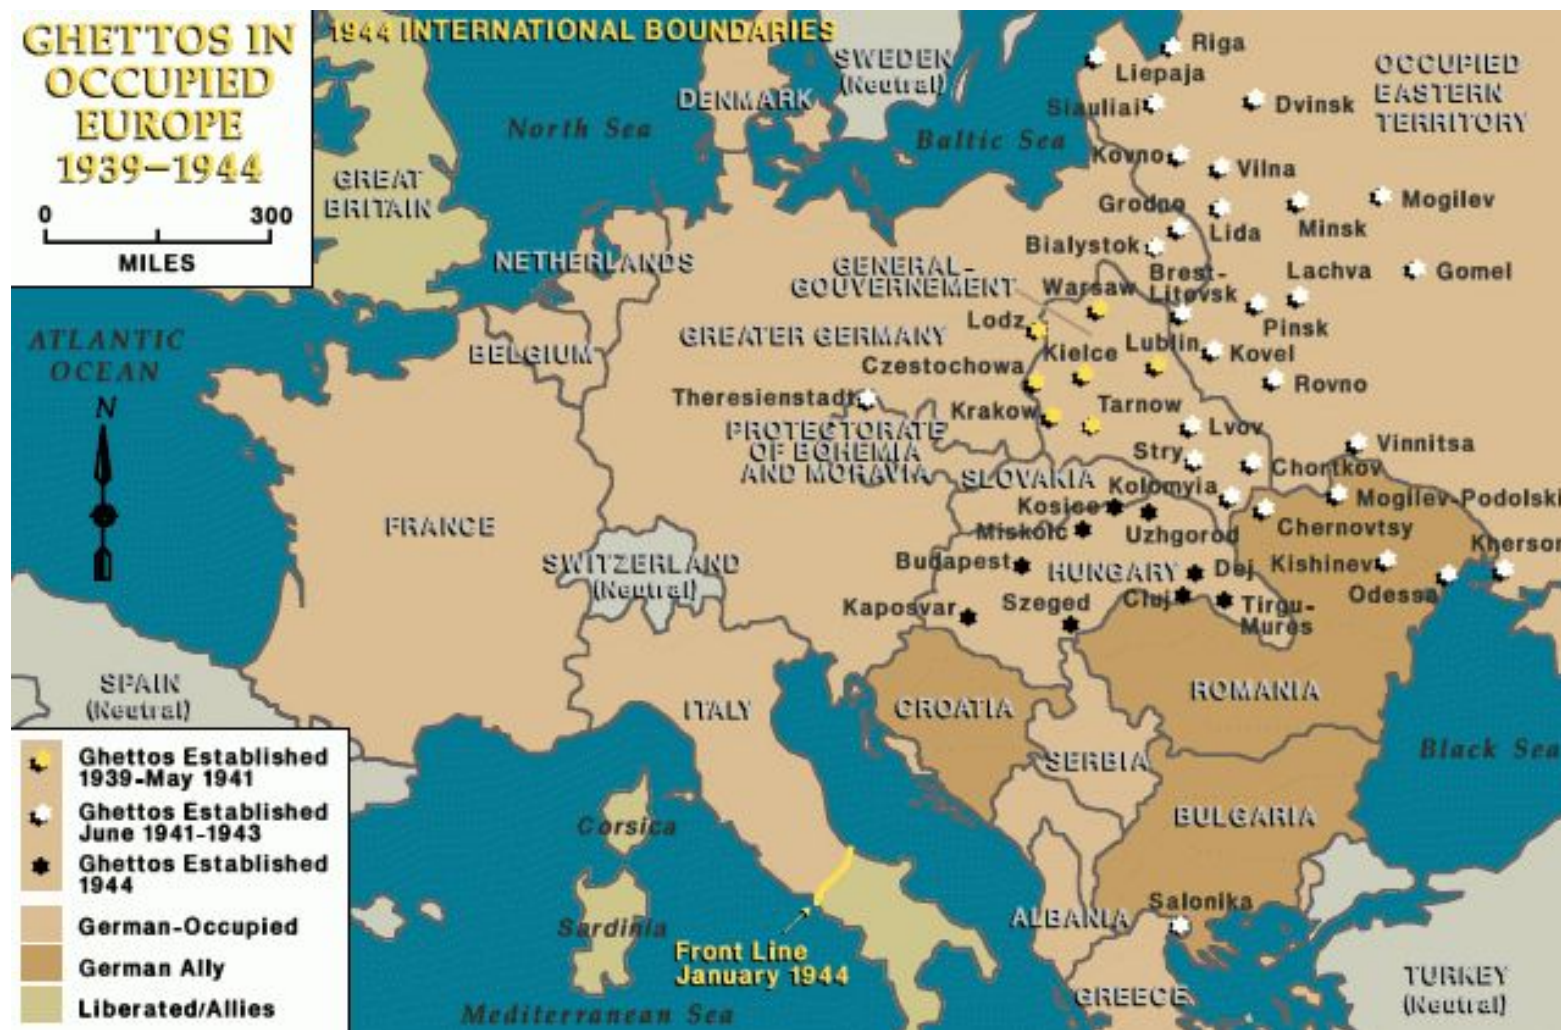 GHETTOS IN
OCCUPIED
EUROPE
1939–1944
0 300
MILES
1944 INTERNATIONAL BOUNDARIES
SWEDEN
(Neutral)
DENMARK
North Sea
Baltic Sea
GREAT
BRITAIN
NETHERLANDS
BELGIUM
ATLANTIC
OCEAN
N
FRANCE
SWITZERLAND
(Neutral)
SPAIN
(Neutral)
ITALY
Corsica
Sardinia
Mediterranean Sea
Front Line
January 1944
GENERAL-
GOUVERNEMENT
GREATER GERMANY
Theresienstadt
PROTECTORATE
OF BOHEMIA
AND MORAVIA
SLOVAKIA
OCCUPIED
EASTERN
TERRITORY
Riga
Liepaja
Siauliai
Dvinsk
Kovno
Vilna
Grodno
Lida
Minsk
Mogilev
Bialystok
Brest-
Litovsk
Lachva
Gomel
Pinsk
Warsaw
Lodz
Kielce
Lublin
Kovel
Czestochowa
Rovno
Krakow
Tarnow
Lvov
Vinnitsa
Stry
Chortkov
Kolomyia
Mogilev-Podolski
Kosice
Miskolc
Uzhgorod
Chernovtsy
Budapest
HUNGARY
Dej
Kishinev
Kherson
Kaposvar
Szeged
Cluj
Tirgu-
Mures
Odessa
CROATIA
ROMANIA
SERBIA
Black Sea
BULGARIA
ALBANIA
Salonika
GREECE
TURKEY
(Neutral)
Ghettos Established
1939-May 1941
Ghettos Established
June 1941-1943
Ghettos Established
1944
German-Occupied
German Ally
Liberated/Allies